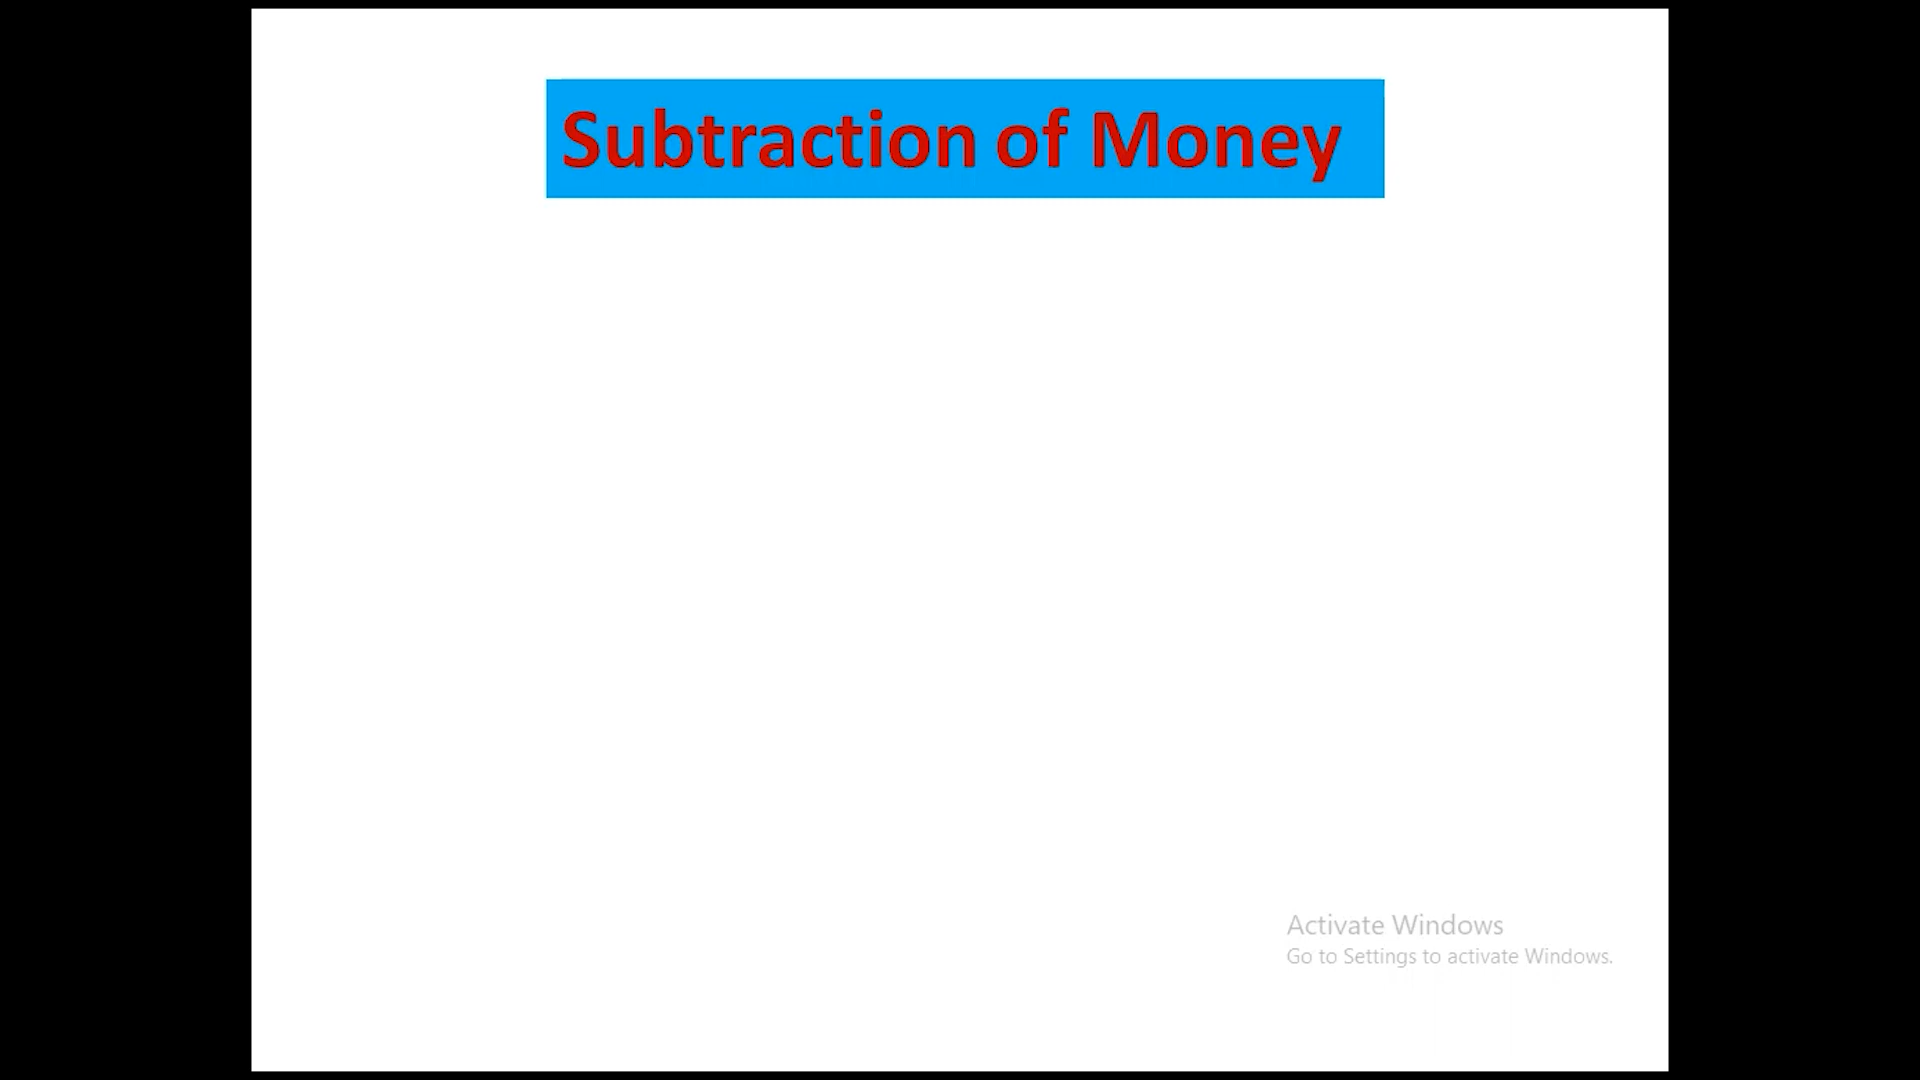 Subtraction of Money
Activate Windows
Go to Settings to activate Windows.